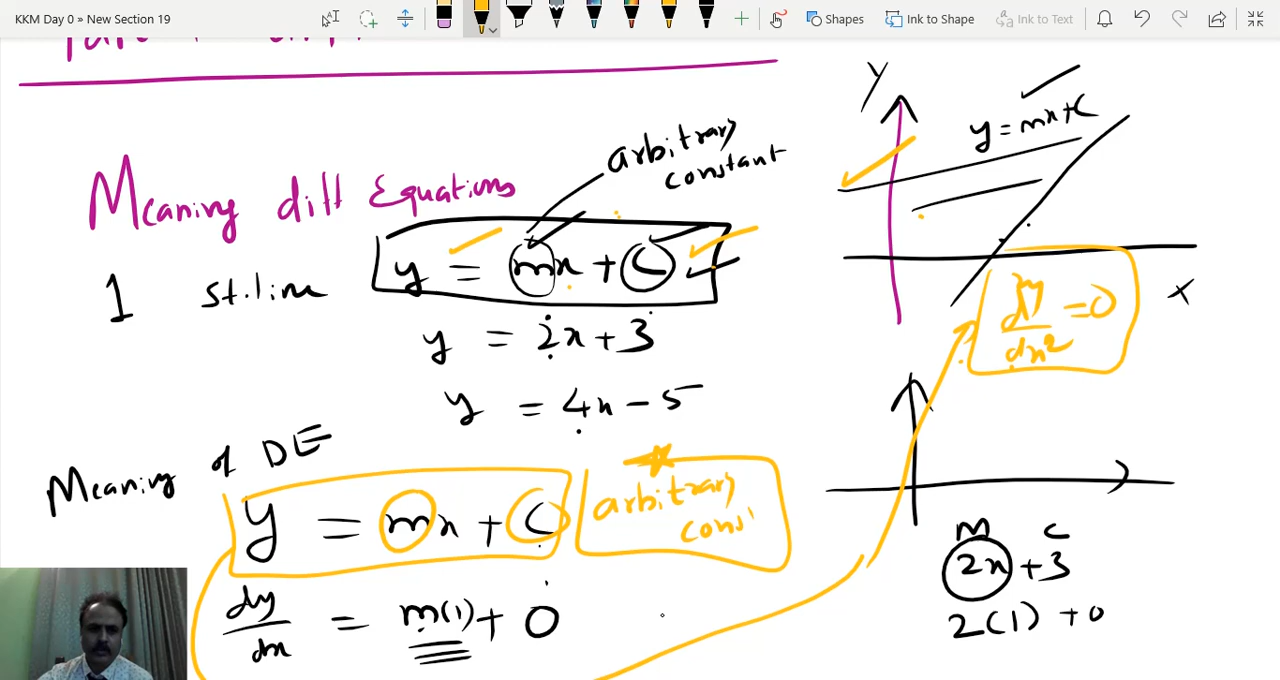 KKM Day 0 » New Section 19
Shapes
Ink to Shape
Ink to Text
Meaning diff Equations
arbitrary
constant
1 st.line
y = mx + c
y = 2x + 3
y = 4x - 5
Meaning of DE
y = mx + c
arbitrary
const
dy/dx = m(1) + 0
y
y = mx + c
x
= 0
dx²
M C
2x + 3
2(1) + 0